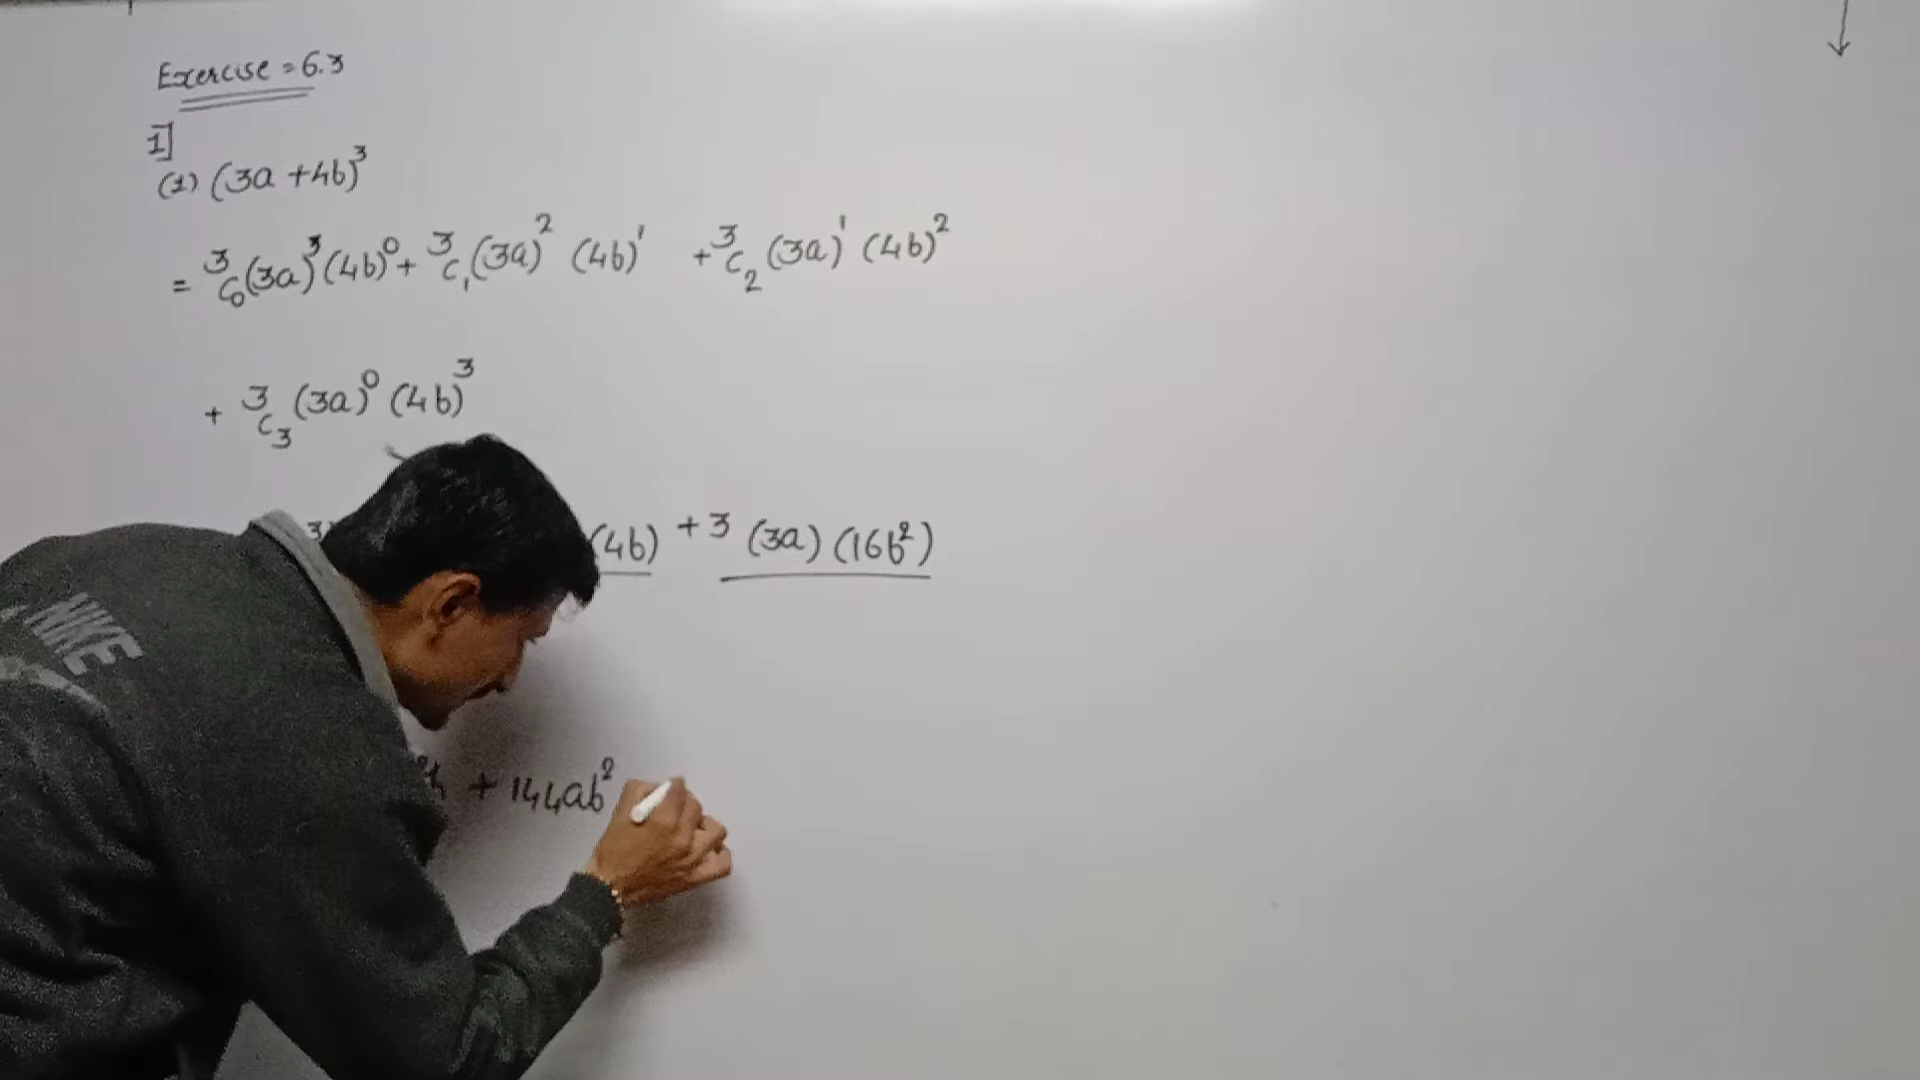 Exercise = 6.3
1]
(1) (3a + 4b)³
= ³C₀(3a)³(4b)⁰ + ³C₁(3a)² (4b)¹ + ³C₂ (3a)¹ (4b)²
+ ³C₃ (3a)⁰ (4b)³
(4b) + 3 (3a) (16b²)
+ 144ab²